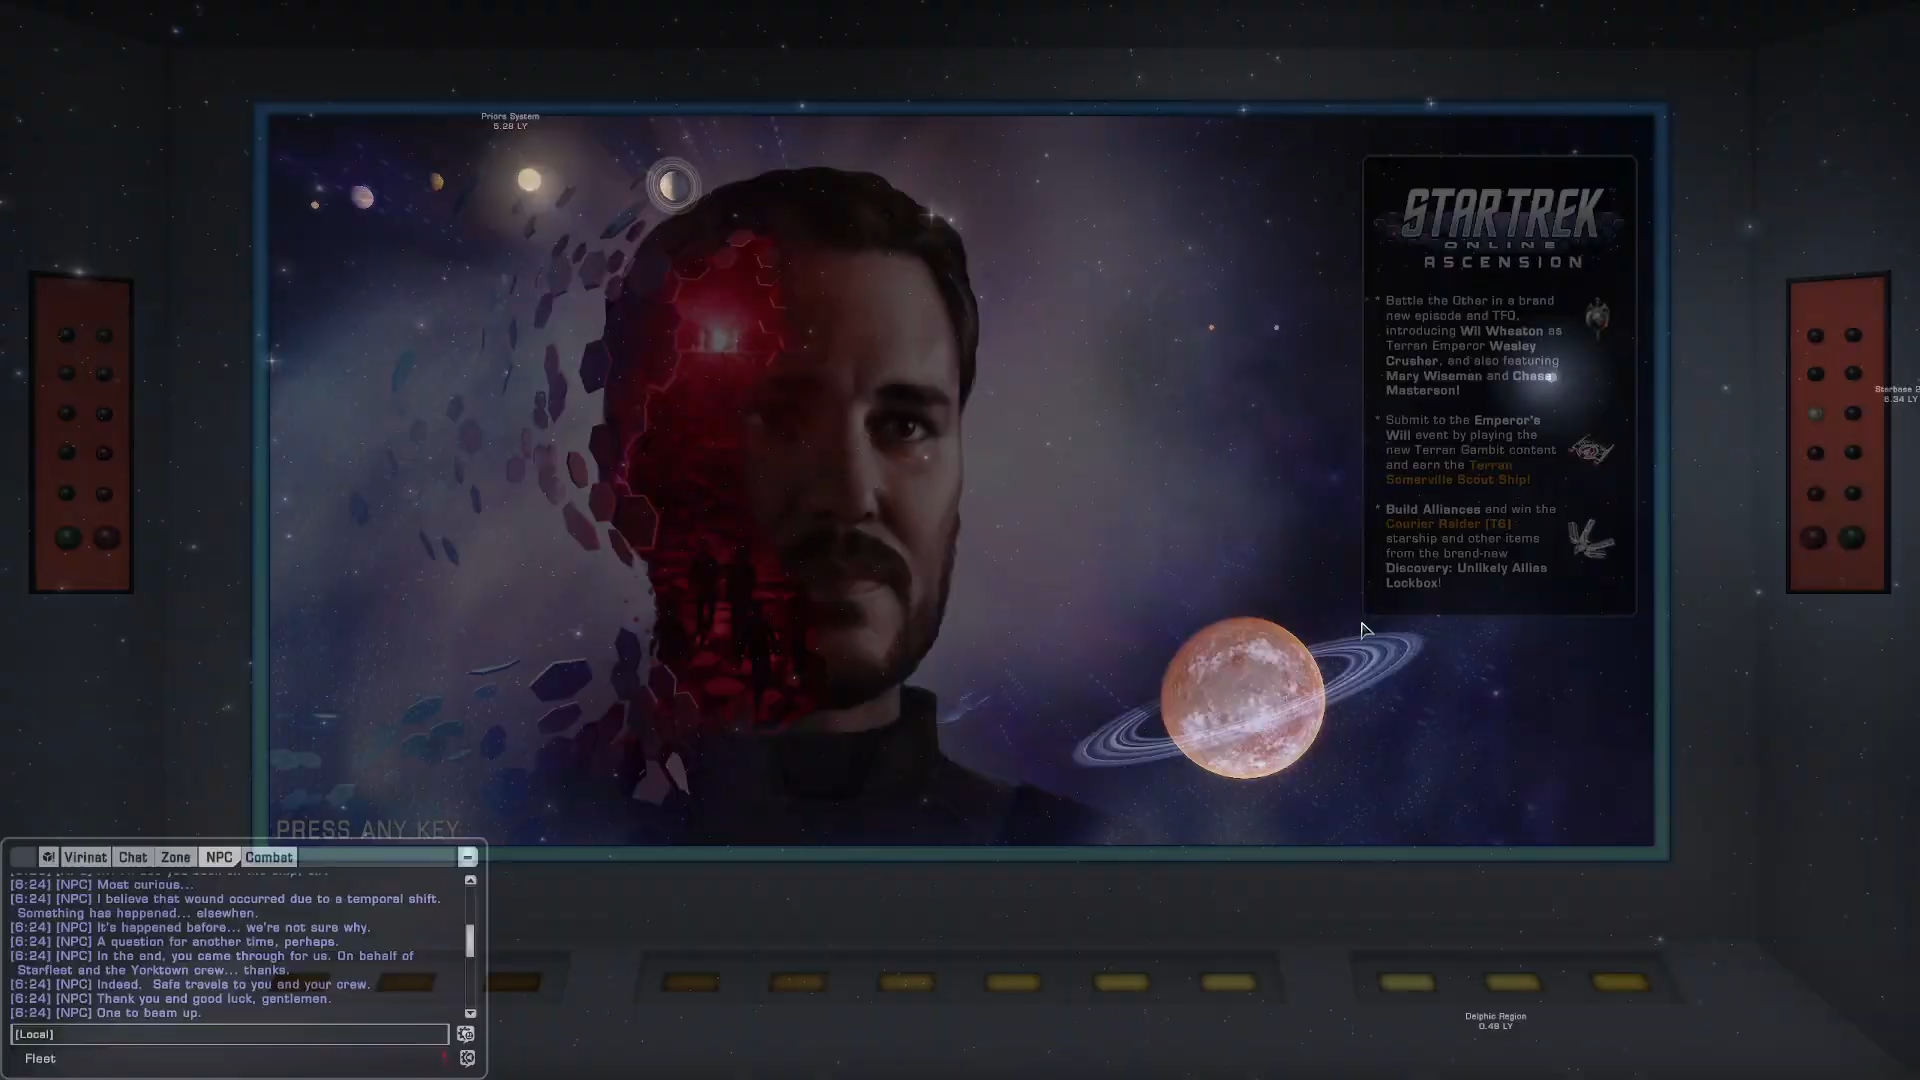 Priors System
5.28 LY
STAR TREK
ONLINE
ASCENSION
* Battle the Other in a brand
new episode and TFO,
introducing Wil Wheaton as
Terran Emperor Wesley
Crusher, and also featuring
Mary Wiseman and Chase
Masterson!
* Submit to the Emperor's
Will event by playing the
new Terran Gambit content
and earn the Terran
Somerville Scout Ship!
* Build Alliances and win the
Courier Raider [T6]
starship and other items
from the brand-new
Discovery: Unlikely Allies
Lockbox!
Starbase 2
6.34 LY
PRESS ANY KEY
Virinat Chat Zone NPC Combat
[6:24] [NPC] Most curious...
[6:24] [NPC] I believe that wound occurred due to a temporal shift.
Something has happened... elsewhen.
[6:24] [NPC] It's happened before... we're not sure why.
[6:24] [NPC] A question for another time, perhaps.
[6:24] [NPC] In the end, you came through for us. On behalf of
Starfleet and the Yorktown crew... thanks.
[6:24] [NPC] Indeed. Safe travels to you and your crew.
[6:24] [NPC] Thank you and good luck, gentlemen.
[6:24] [NPC] One to beam up.
[Local]
Fleet
Delphic Region
0.49 LY